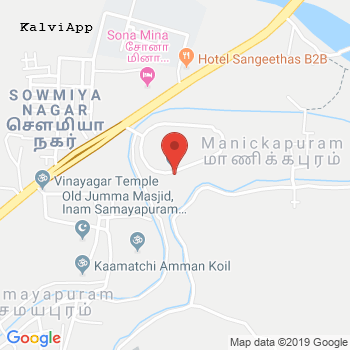 KalviApp
Sona Mina
சோனா
மினா...
Hotel Sangeethas B2B
SOWMIYA
NAGAR
சௌமியா
நகர்
Manickapuram
மாணிக்கபுரம்
Vinayagar Temple
Old Jumma Masjid,
Inam Samayapuram...
Kaamatchi Amman Koil
mayapuram
சமயபுரம்
Google
Map data ©2019 Google